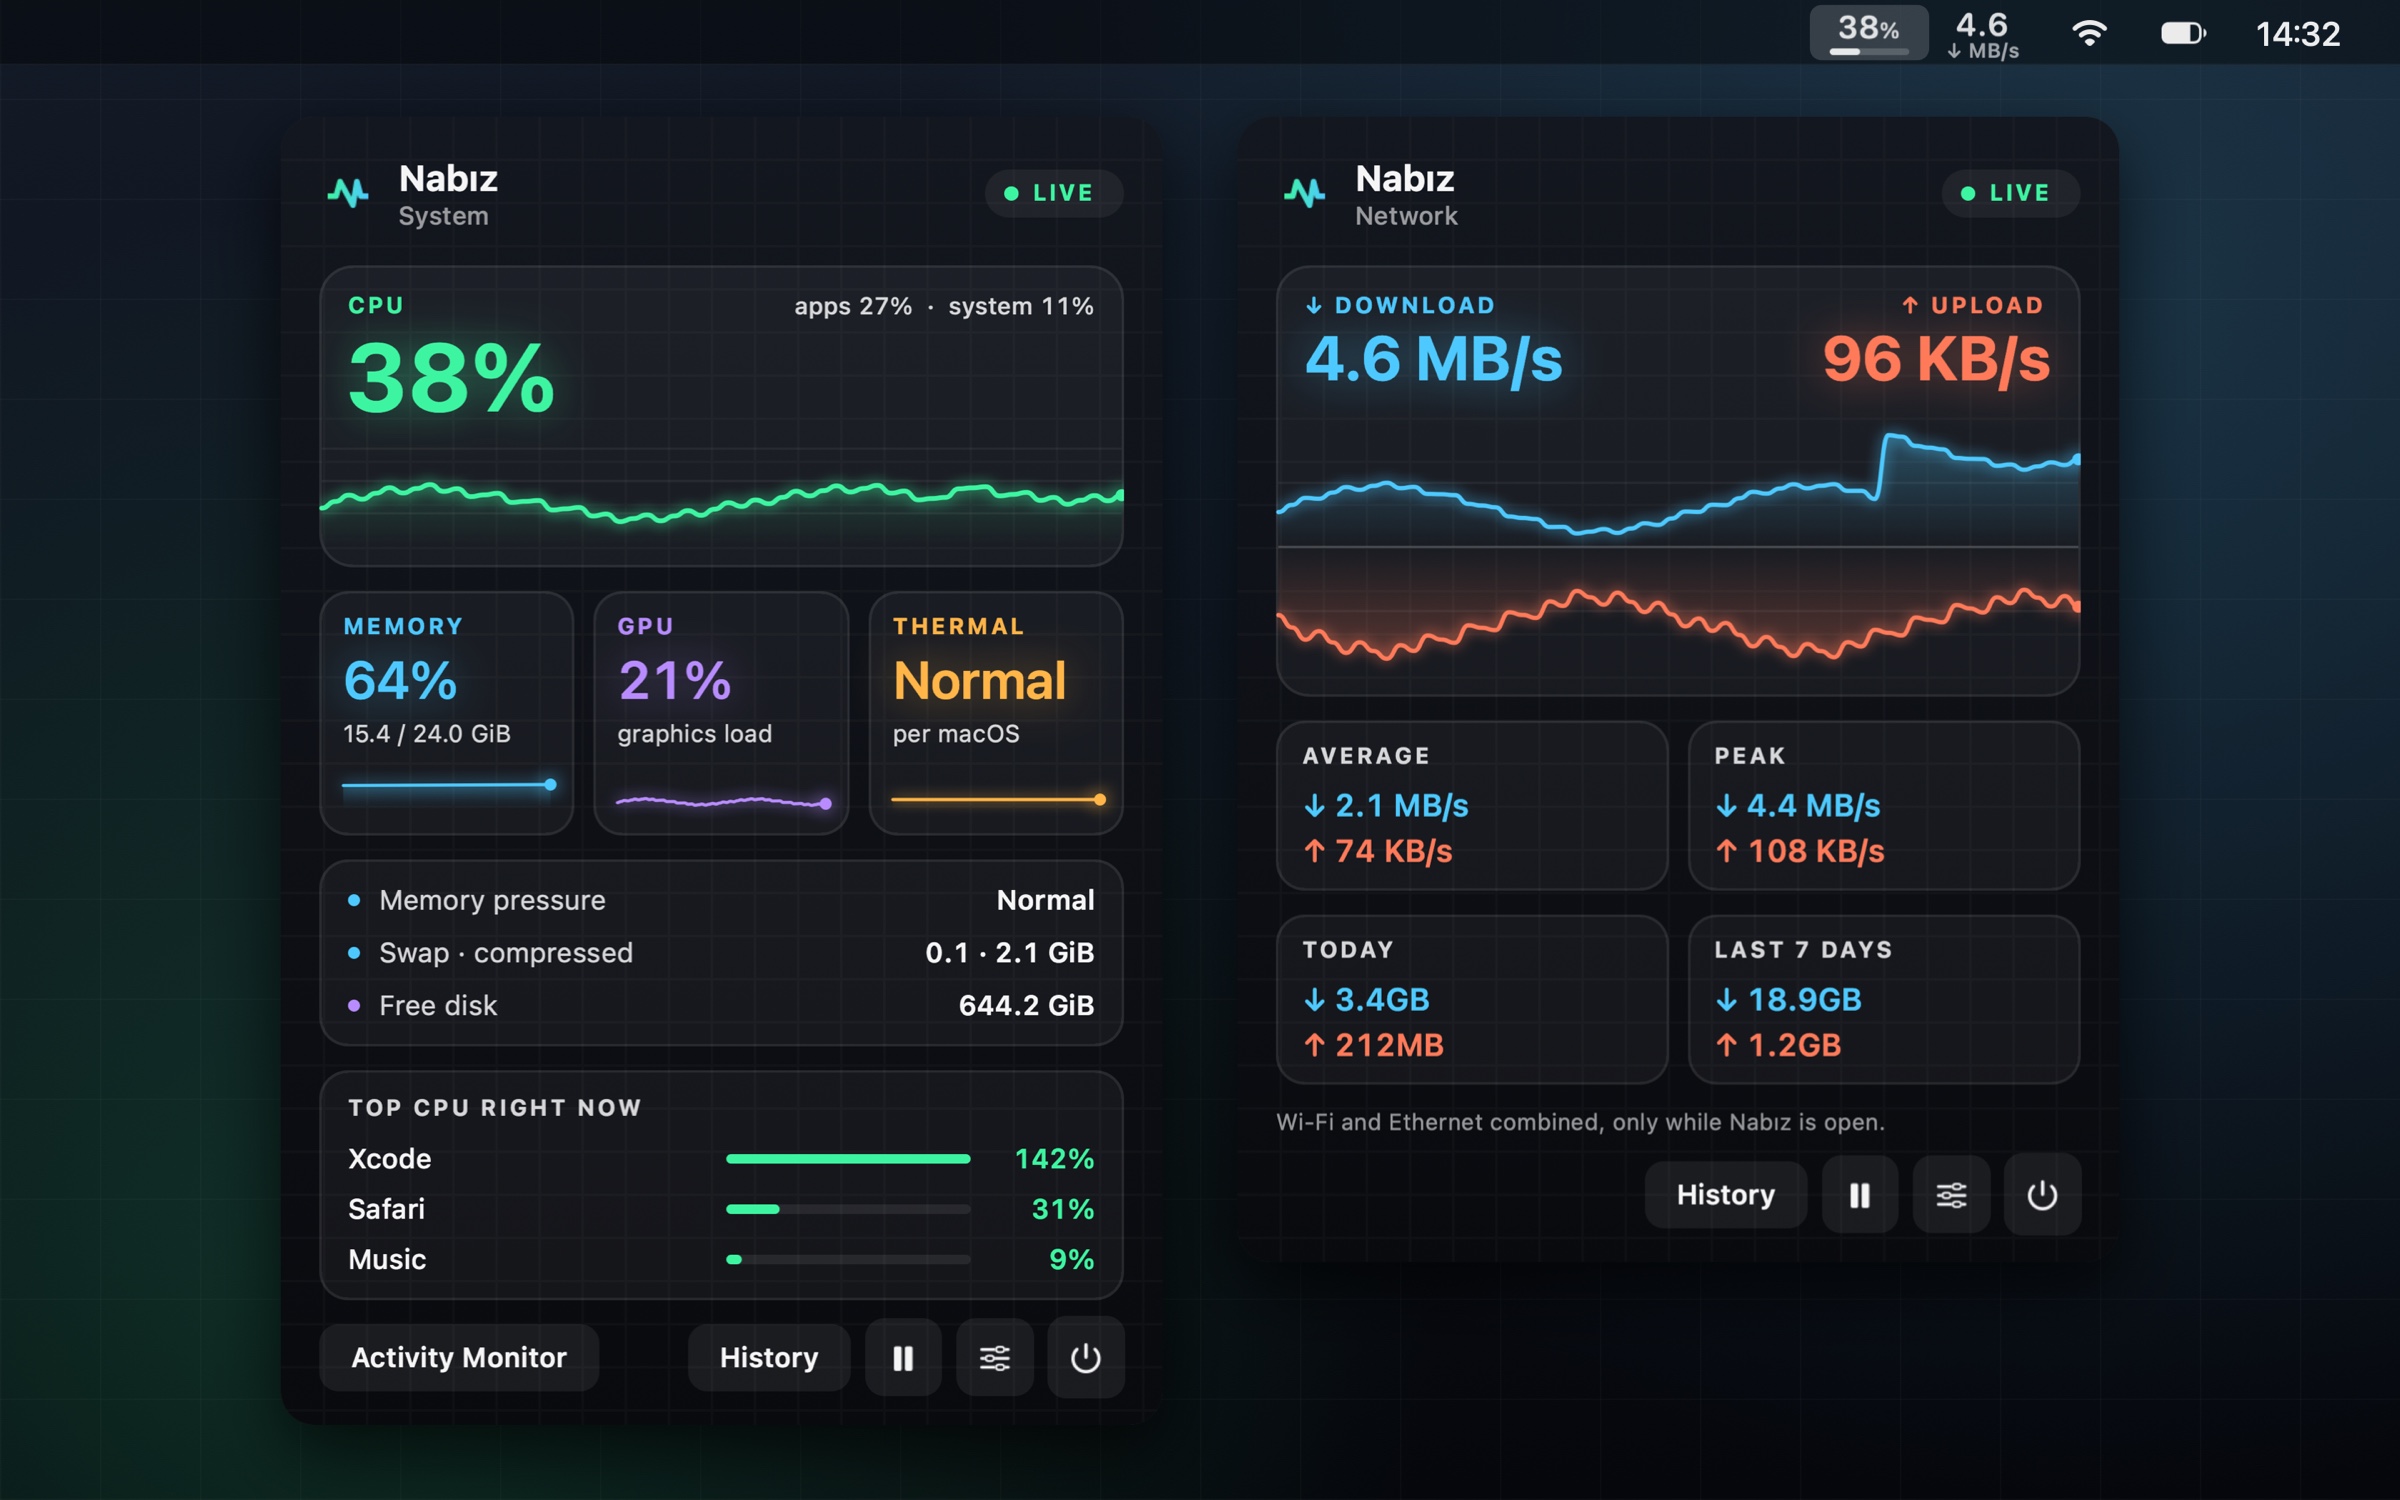 38%
4.6
↓ MB/s
14:32
Nabız
System
LIVE
CPU
apps 27% · system 11%
38%
MEMORY
64%
15.4 / 24.0 GiB
GPU
21%
graphics load
THERMAL
Normal
per macOS
Memory pressure Normal
Swap · compressed 0.1 · 2.1 GiB
Free disk 644.2 GiB
TOP CPU RIGHT NOW
Xcode 142%
Safari 31%
Music 9%
Activity Monitor
History
Nabız
Network
LIVE
↓ DOWNLOAD
4.6 MB/s
↑ UPLOAD
96 KB/s
AVERAGE
↓ 2.1 MB/s
↑ 74 KB/s
PEAK
↓ 4.4 MB/s
↑ 108 KB/s
TODAY
↓ 3.4GB
↑ 212MB
LAST 7 DAYS
↓ 18.9GB
↑ 1.2GB
Wi-Fi and Ethernet combined, only while Nabız is open.
History